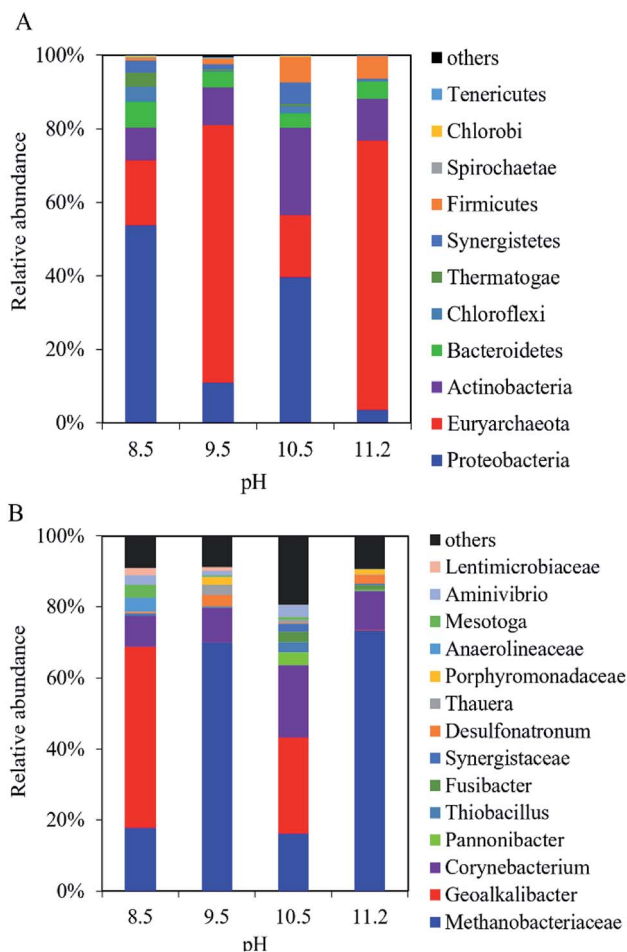 A
100%
80%
60%
40%
20%
0%
Relative abundance
8.5 9.5 10.5 11.2
pH
others
Tenericutes
Chlorobi
Spirochaetae
Firmicutes
Synergistetes
Thermatogae
Chloroflexi
Bacteroidetes
Actinobacteria
Euryarchaeota
Proteobacteria
B
100%
80%
60%
40%
20%
0%
Relative abundance
8.5 9.5 10.5 11.2
pH
others
Lentimicrobiaceae
Aminivibrio
Mesotoga
Anaerolineaceae
Porphyromonadaceae
Thauera
Desulfonatronum
Synergistaceae
Fusibacter
Thiobacillus
Pannonibacter
Corynebacterium
Geoalkalibacter
Methanobacteriaceae